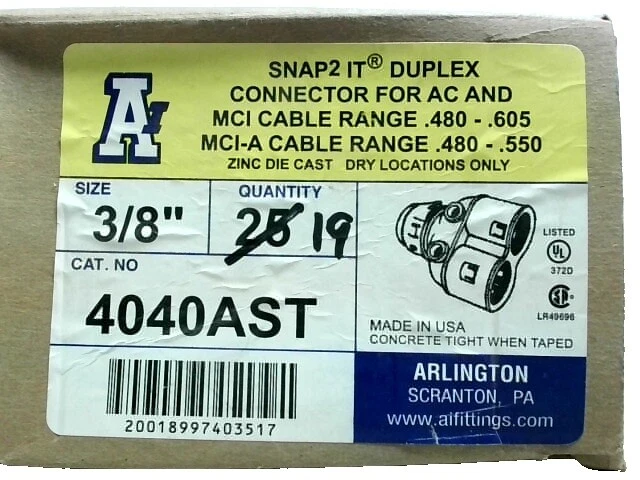 A
SNAP2 IT® DUPLEX
CONNECTOR FOR AC AND
MCI CABLE RANGE .480 - .605
MCI-A CABLE RANGE .480 - .550
ZINC DIE CAST DRY LOCATIONS ONLY
SIZE
3/8"
QUANTITY
25 19
CAT. NO
4040AST
LISTED
UL
372D
SA
LR49696
MADE IN USA
CONCRETE TIGHT WHEN TAPED
20018997403517
ARLINGTON
SCRANTON, PA
www.aifittings.com